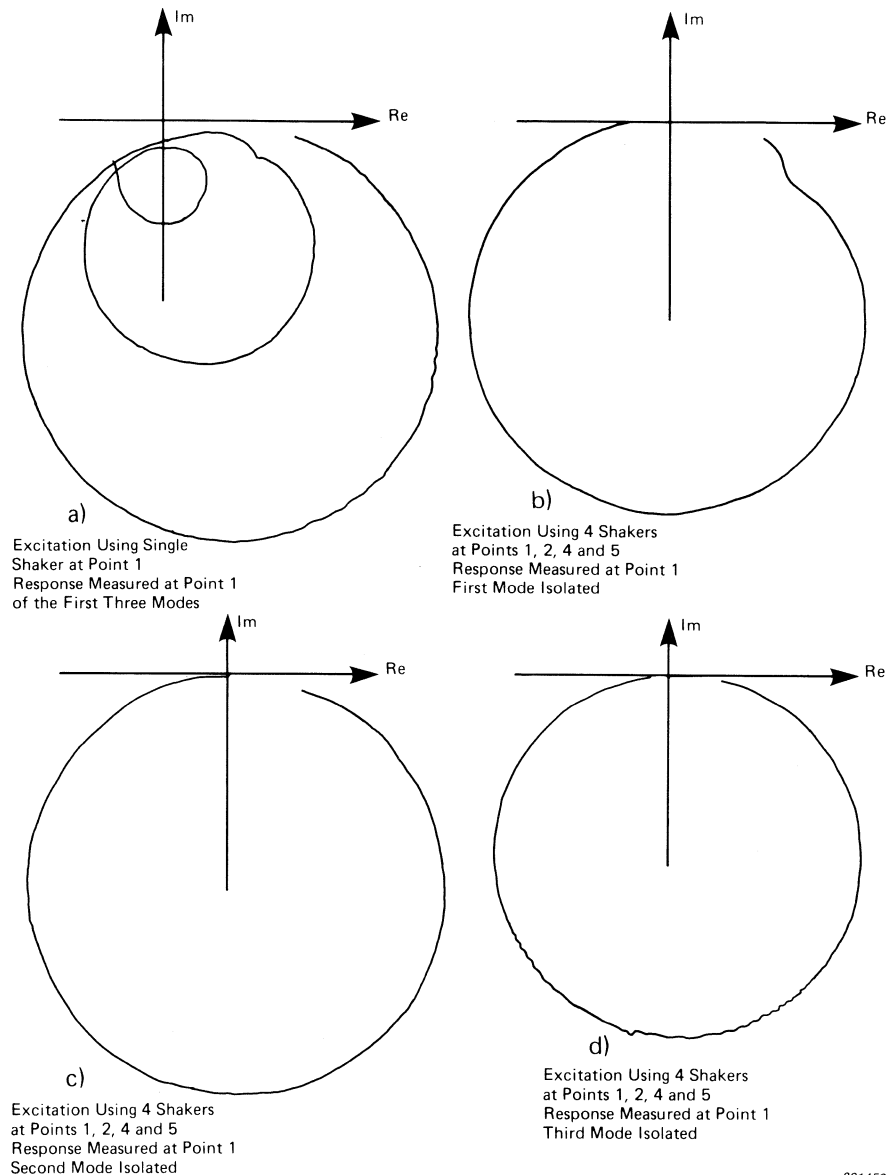 Im
Re
a)
Excitation Using Single
Shaker at Point 1
Response Measured at Point 1
of the First Three Modes
Im
Re
b)
Excitation Using 4 Shakers
at Points 1, 2, 4 and 5
Response Measured at Point 1
First Mode Isolated
Im
Re
c)
Excitation Using 4 Shakers
at Points 1, 2, 4 and 5
Response Measured at Point 1
Second Mode Isolated
Im
Re
d)
Excitation Using 4 Shakers
at Points 1, 2, 4 and 5
Response Measured at Point 1
Third Mode Isolated